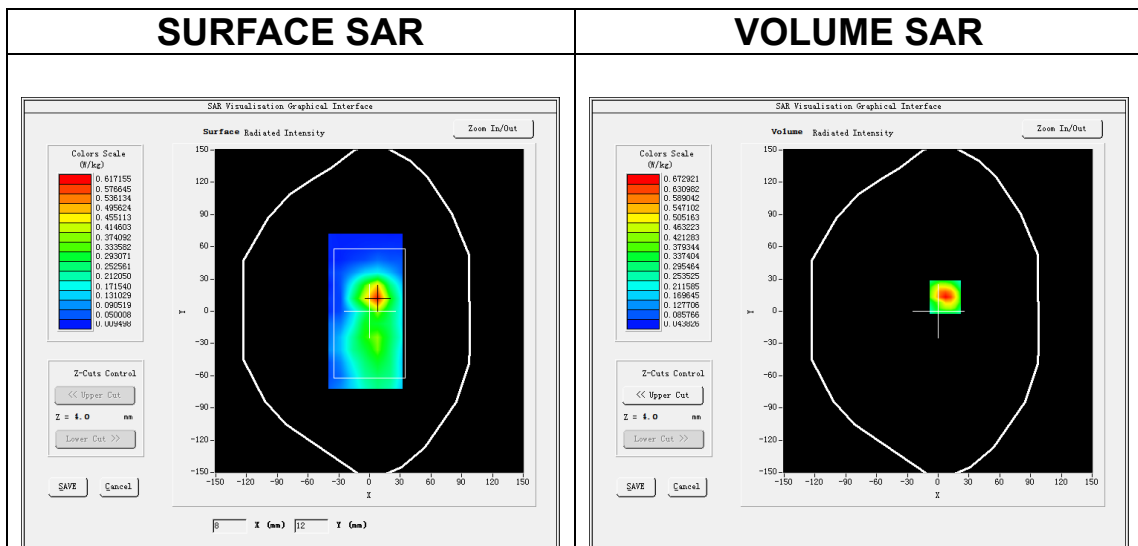 SURFACE SAR
VOLUME SAR
SAR Visualisation Graphical Interface
Surface Radiated Intensity
Zoom In/Out
Colors Scale
(W/kg)
0.617155
0.576645
0.536134
0.495624
0.455113
0.414603
0.374092
0.333582
0.293071
0.252561
0.212050
0.171540
0.131029
0.090519
0.050008
0.009498
150
120
90
60
30
0
-30
-60
-90
-120
-150
Y
-150 -120 -90 -60 -30 0 30 60 90 120 150
X
Z-Cuts Control
<< Upper Cut
Z = 4.0 mm
Lower Cut >>
SAVE Cancel
8 X (mm) 12 Y (mm)
SAR Visualisation Graphical Interface
Volume Radiated Intensity
Zoom In/Out
Colors Scale
(W/kg)
0.672921
0.630982
0.589042
0.547102
0.505163
0.463223
0.421283
0.379344
0.337404
0.295464
0.253525
0.211585
0.169645
0.127706
0.085766
0.043826
150
120
90
60
30
0
-30
-60
-90
-120
-150
Y
-150 -120 -90 -60 -30 0 30 60 90 120 150
X
Z-Cuts Control
<< Upper Cut
Z = 4.0 mm
Lower Cut >>
SAVE Cancel